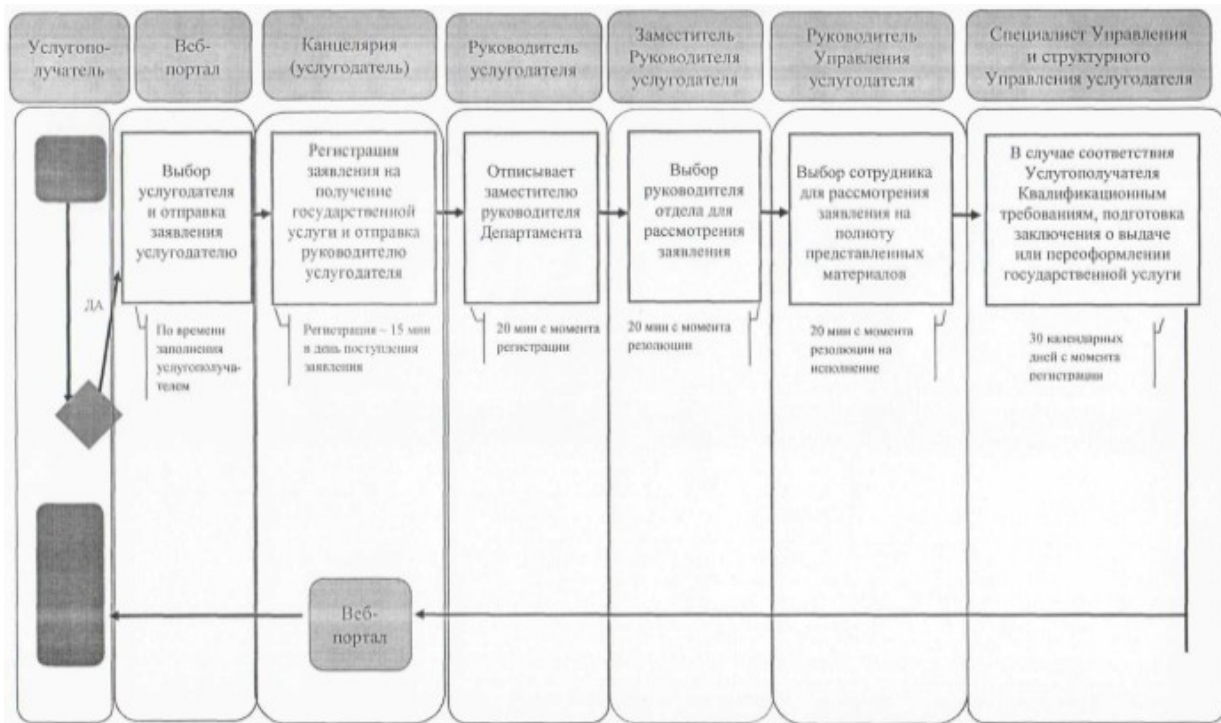 Услугопо-
лучатель
Веб-
портал
Канцелярия
(услугодатель)
Руководитель
услугодателя
Заместитель
Руководителя
услугодателя
Руководитель
Управления
услугодателя
Специалист Управления
и структурного
Управления услугодателя
Выбор
услугодателя
и отправка
заявления
услугодателю
Регистрация
заявления на
получение
государственной
услуги и отправка
руководителю
услугодателя
Отписывает
заместителю
руководителя
Департамента
Выбор
руководителя
отдела для
рассмотрения
заявления
Выбор сотрудника
для рассмотрения
заявления на
полноту
представленных
материалов
В случае соответствия
Услугополучателя
Квалификационным
требованиям, подготовка
заключения о выдаче
или переоформлении
государственной услуги
ДА
По времени
заполнения
услугополуча-
телем
Регистрация – 15 мин
в день поступления
заявления
20 мин с момента
регистрации
20 мин с момента
резолюции
20 мин с момента
резолюции на
исполнение
30 календарных
дней с момента
регистрации
Веб-
портал